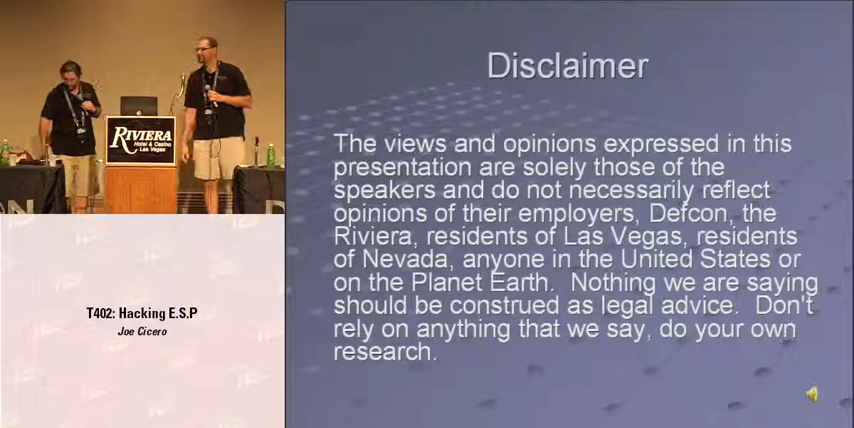 RIVIERA
Hotel & Casino
Las Vegas
T402: Hacking E.S.P
Joe Cicero
Disclaimer
The views and opinions expressed in this
presentation are solely those of the
speakers and do not necessarily reflect
opinions of their employers, Defcon, the
Riviera, residents of Las Vegas, residents
of Nevada, anyone in the United States or
on the Planet Earth.  Nothing we are saying
should be construed as legal advice.  Don't
rely on anything that we say, do your own
research.